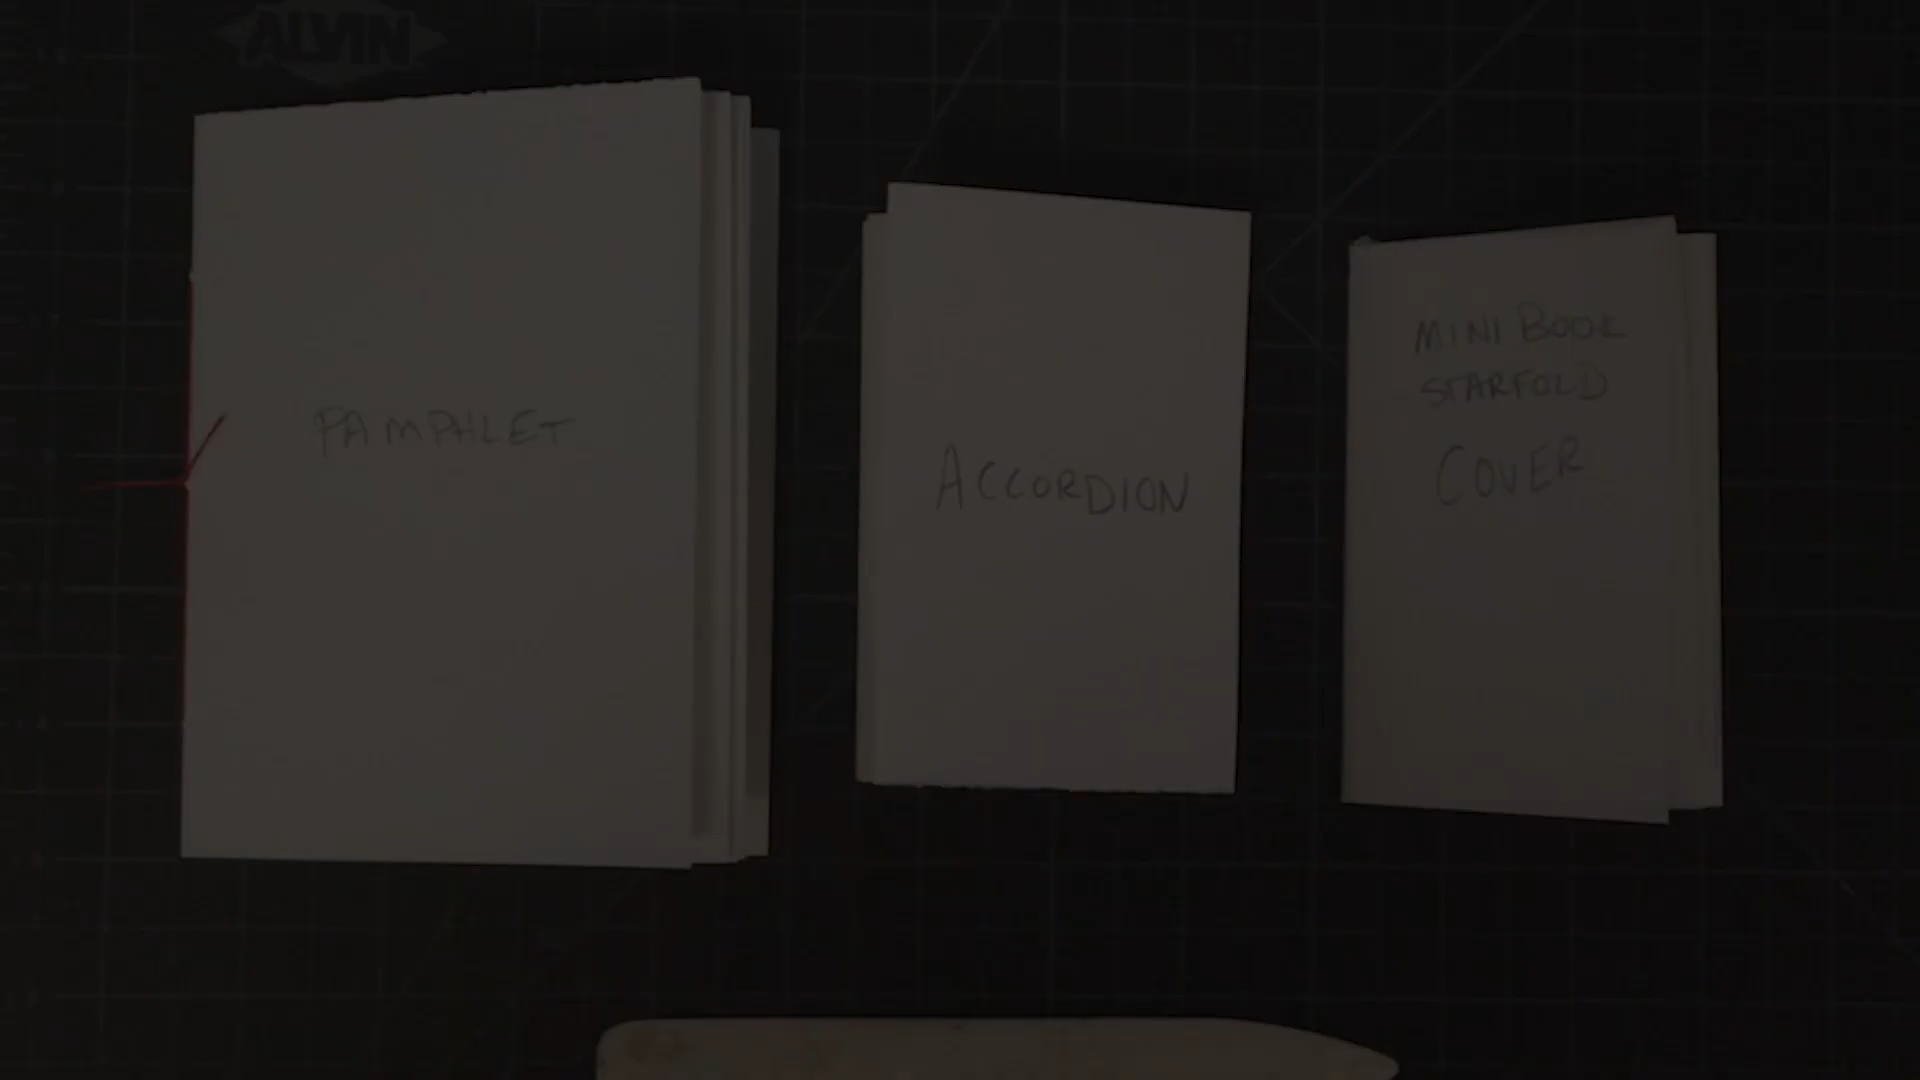 ALVIN
PAMPHLET
ACCORDION
MINI BOOK
STARFOLD
COVER